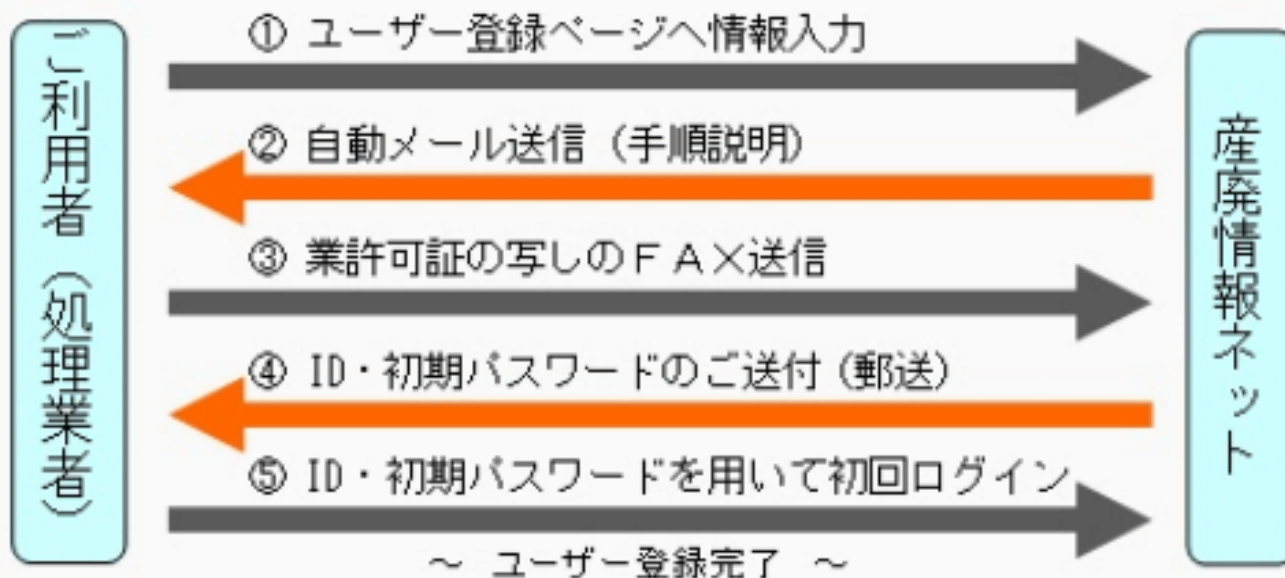 ご利用者（処理業者）
① ユーザー登録ページへ情報入力
② 自動メール送信（手順説明）
③ 業許可証の写しのＦＡＸ送信
④ ID・初期パスワードのご送付（郵送）
⑤ ID・初期パスワードを用いて初回ログイン
～ ユーザー登録完了 ～
産廃情報ネット